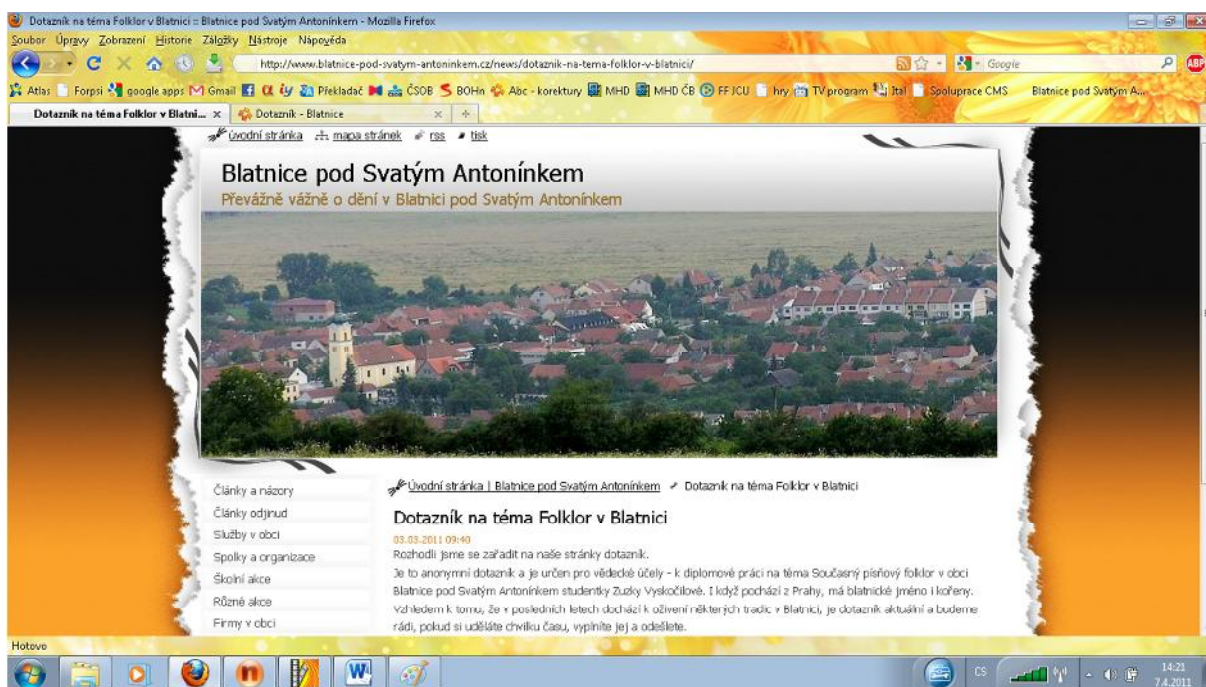 Dotazník na téma Folklor v Blatnici :: Blatnice pod Svatým Antonínkem - Mozilla Firefox
Soubor Úpravy Zobrazení Historie Záložky Nástroje Nápověda
http://www.blatnice-pod-svatym-antoninkem.cz/news/dotaznik-na-tema-folklor-v-blatnici/ Google ABP
Atlas Forpsi google apps Gmail Překladač ČSOB BOHn Abc - korektury MHD MHD ČB FF JCU hry TV program Ital Spolupráce CMS Blatnice pod Svatým A...
Dotazník na téma Folklor v Blatni... Dotazník - Blatnice
úvodní stránka mapa stránek rss tisk
Blatnice pod Svatým Antonínkem
Převážně vážně o dění v Blatnici pod Svatým Antonínkem
Články a názory
Články odjinud
Služby v obci
Spolky a organizace
Školní akce
Různé akce
Firmy v obci
Úvodní stránka | Blatnice pod Svatým Antonínkem Dotazník na téma Folklor v Blatnici
Dotazník na téma Folklor v Blatnici
03.03.2011 09:40
Rozhodli jsme se zařadit na naše stránky dotazník.
Je to anonymní dotazník a je určen pro vědecké účely - k diplomové práci na téma Současný písňový folklor v obci
Blatnice pod Svatým Antonínkem studentky Zuzky Vyskočilové. I když pochází z Prahy, má blatnické jméno i kořeny.
Vzhledem k tomu, že v posledních letech dochází k oživení některých tradic v Blatnici, je dotazník aktuální a budeme
rádi, pokud si uděláte chvilku času, vyplníte jej a odešlete.
Hotovo
CS 14:21
7.4.2011